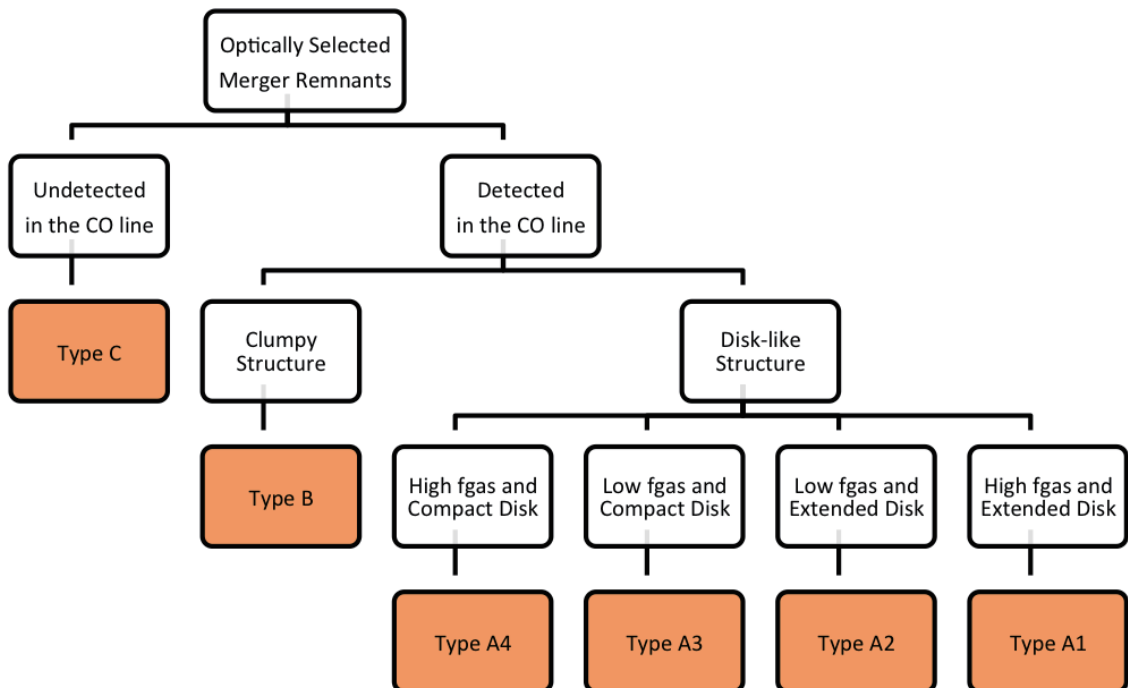 Optically Selected
Merger Remnants
Undetected
in the CO line
Detected
in the CO line
Type C
Clumpy
Structure
Disk-like
Structure
Type B
High fgas and
Compact Disk
Low fgas and
Compact Disk
Low fgas and
Extended Disk
High fgas and
Extended Disk
Type A4
Type A3
Type A2
Type A1